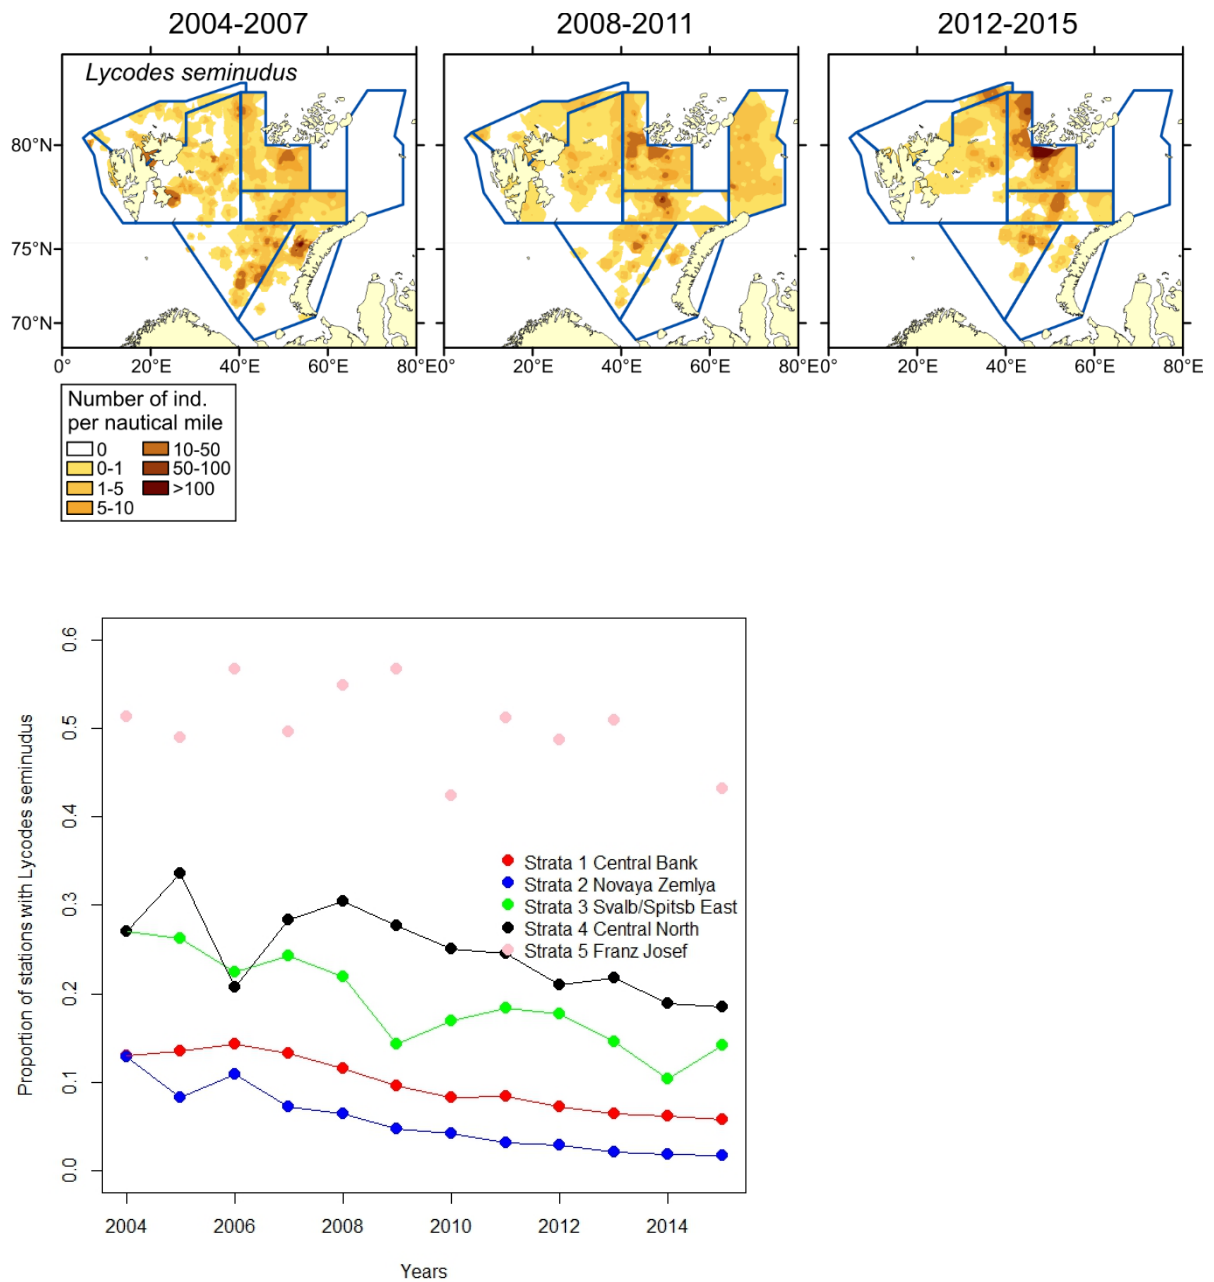 2004-2007 2008-2011 2012-2015
Lycodes seminudus
80°N
75°N
70°N
0° 20°E 40°E 60°E 80°E 0° 20°E 40°E 60°E 80°E 0° 20°E 40°E 60°E 80°E
Number of ind.
per nautical mile
0 10-50
0-1 50-100
1-5 >100
5-10
Proportion of stations with Lycodes seminudus
0.6
0.5
0.4
0.3
0.2
0.1
0.0
Strata 1 Central Bank
Strata 2 Novaya Zemlya
Strata 3 Svalb/Spitsb East
Strata 4 Central North
Strata 5 Franz Josef
2004 2006 2008 2010 2012 2014
Years